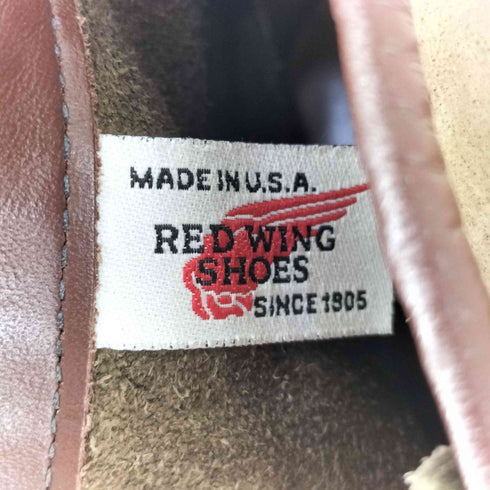 MADE IN U.S.A.
RED WING
SHOES
SINCE 1905